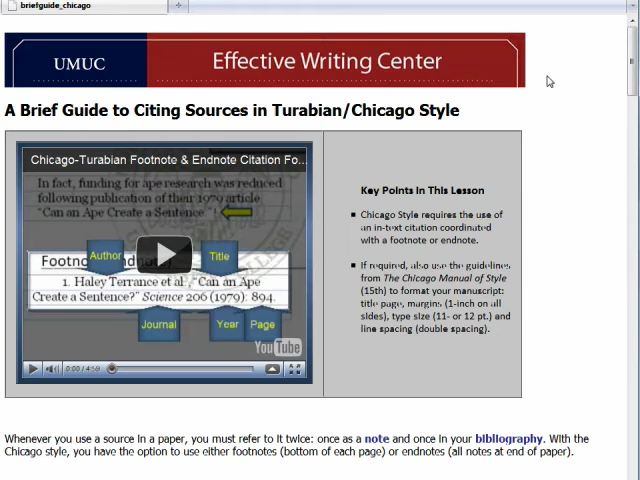 briefguide_chicago
UMUC
Effective Writing Center
A Brief Guide to Citing Sources in Turabian/Chicago Style
Chicago-Turabian Footnote & Endnote Citation Fo...
In fact, funding for ape research was reduced
following publication of their 1979 article
"Can an Ape Create a Sentence."1
Author
Title
1. Haley Terrance et al., "Can an Ape
Create a Sentence?" Science 206 (1979): 894.
Journal
Year
Page
YouTube
0:00 / 4:59
Key Points In This Lesson
Chicago Style requires the use of
an in-text citation coordinated
with a footnote or endnote.
If required, also use the guidelines
from The Chicago Manual of Style
(15th) to format your manuscript:
title page, margins (1-inch on all
sides), type size (11- or 12 pt.) and
line spacing (double spacing).
Whenever you use a source in a paper, you must refer to it twice: once as a note and once in your bibliography. With the
Chicago style, you have the option to use either footnotes (bottom of each page) or endnotes (all notes at end of paper).